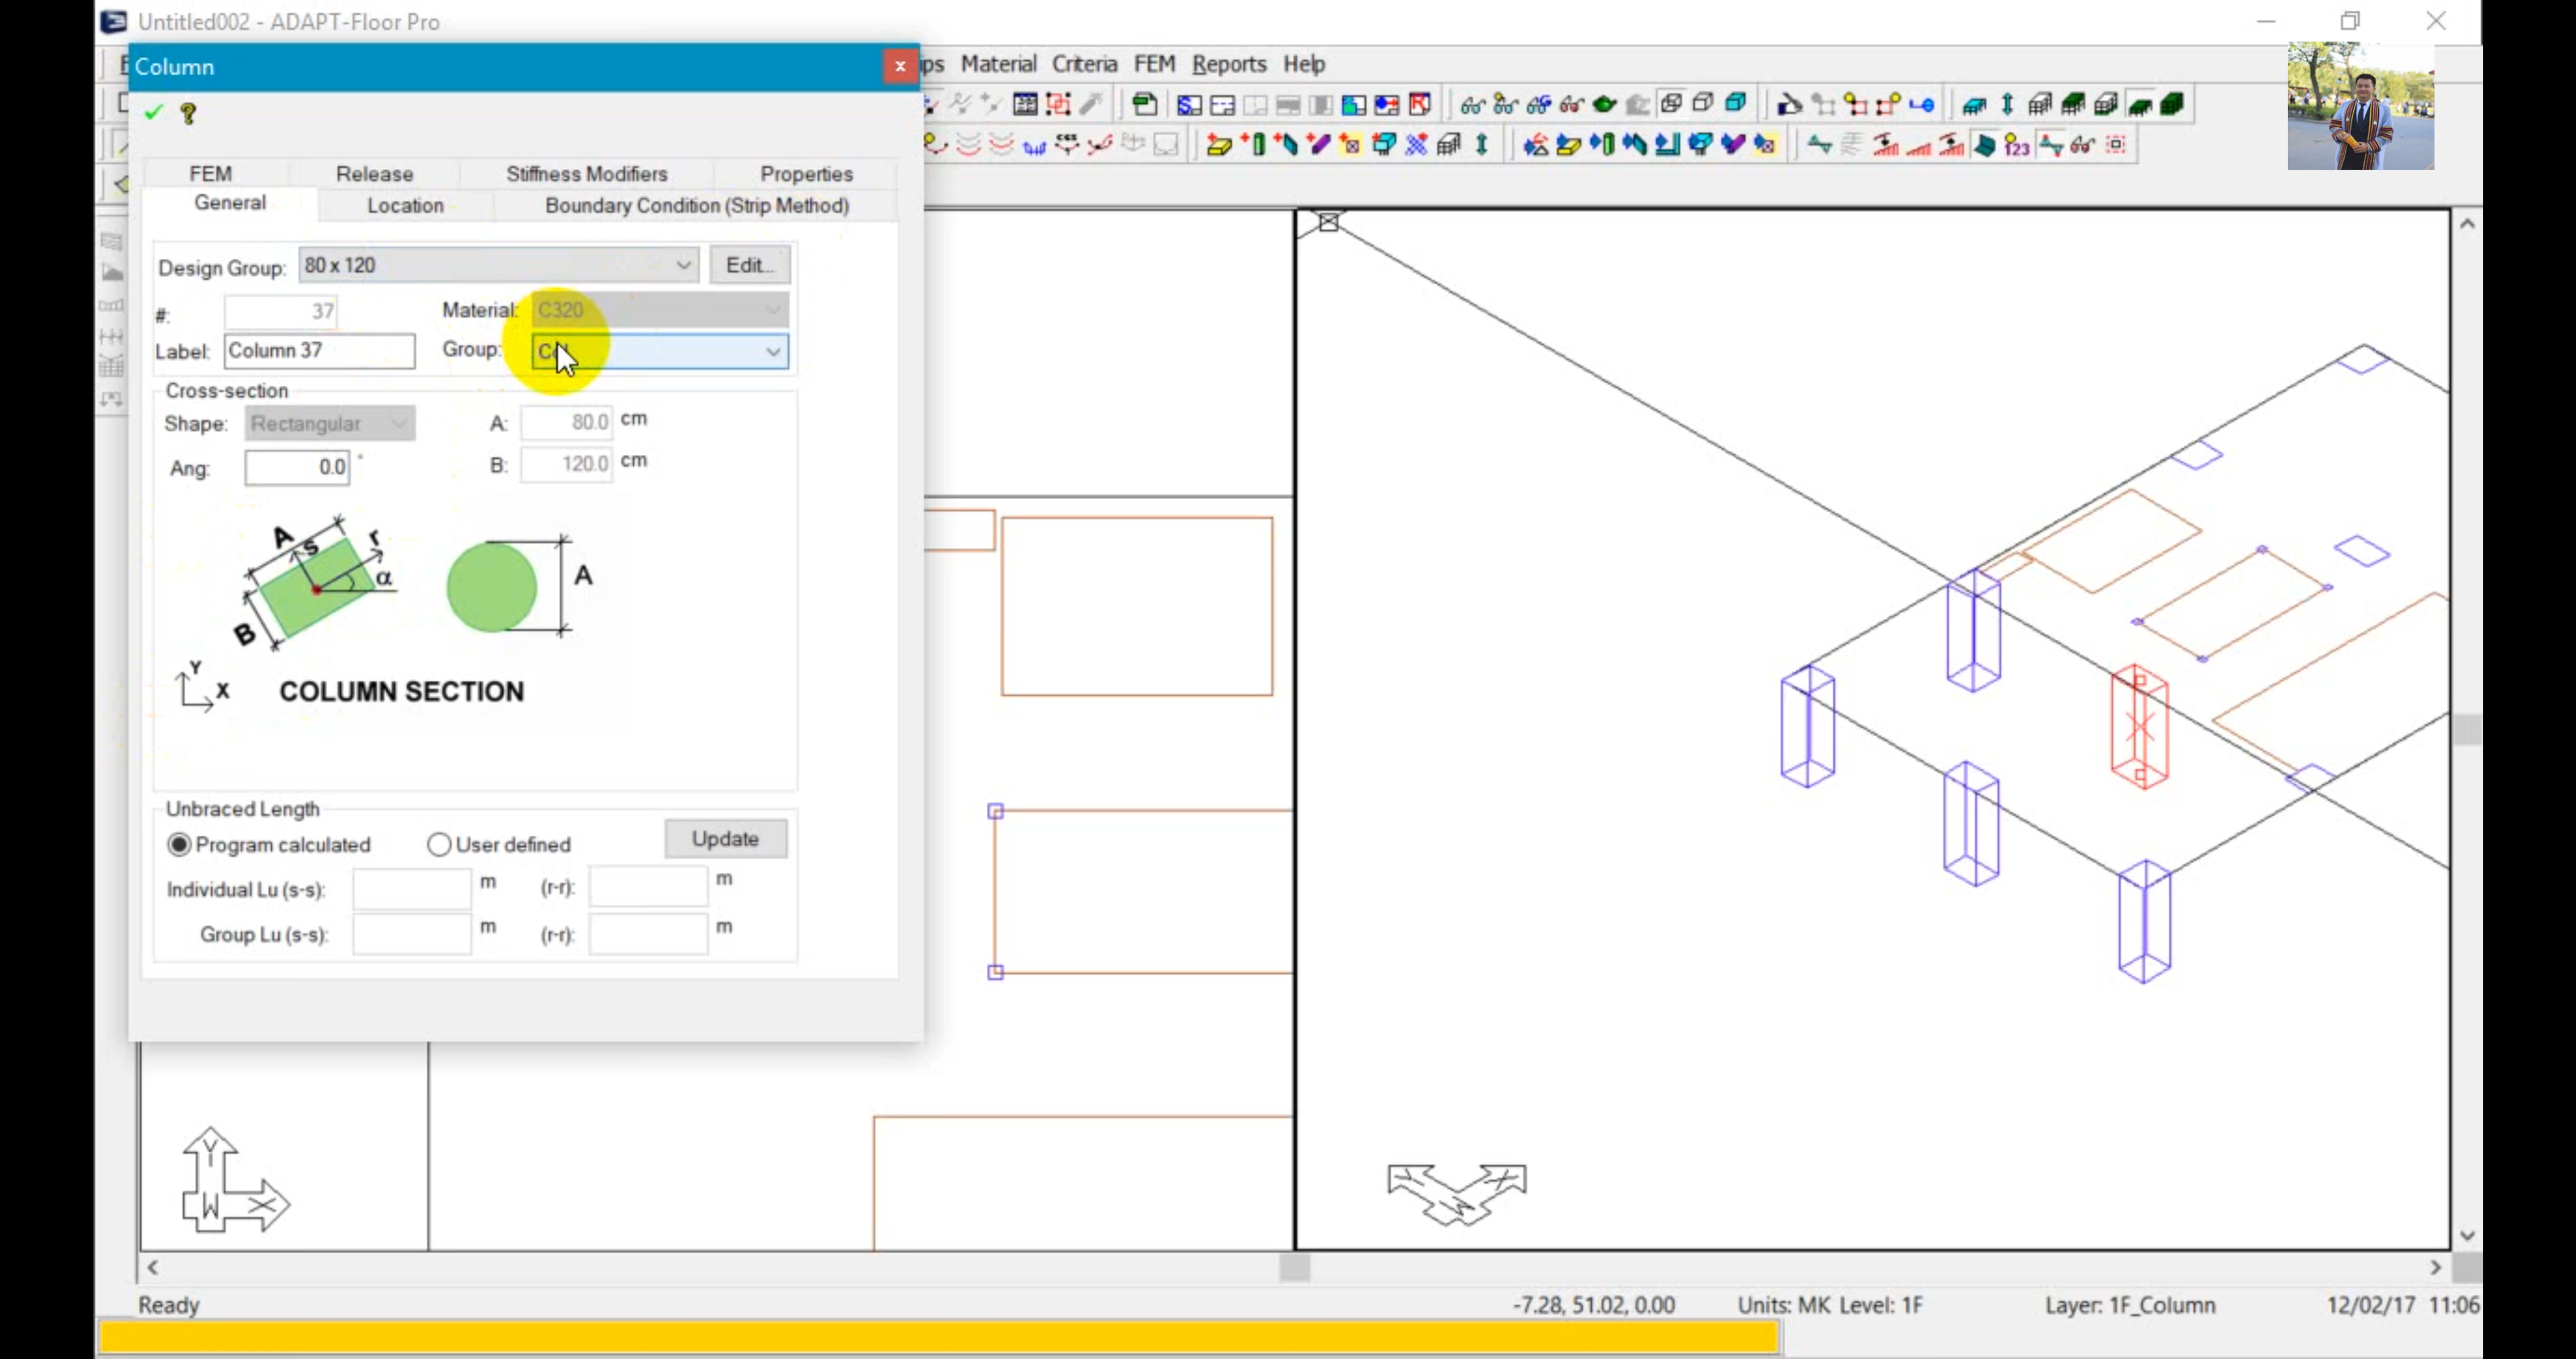 Untitled002 - ADAPT-Floor Pro
Column
Material Criteria FEM Reports Help
FEM Release Stiffness Modifiers Properties
General Location Boundary Condition (Strip Method)
Design Group: 80 x 120 Edit...
#: 37 Material: C320
Label: Column 37 Group: Col
Cross-section
Shape: Rectangular A: 80.0 cm
Ang: 0.0 ° B: 120.0 cm
A s r α B
A
Y X
COLUMN SECTION
Unbraced Length
Program calculated User defined Update
Individual Lu (s-s): m (r-r): m
Group Lu (s-s): m (r-r): m
Y W X
Y W X
Ready -7.28, 51.02, 0.00 Units: MK Level: 1F Layer: 1F_Column 12/02/17 11:06